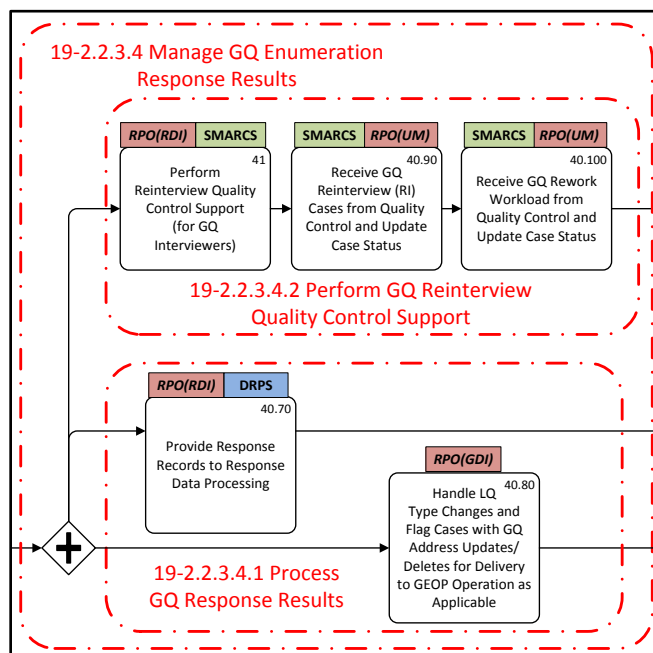 19-2.2.3.4 Manage GQ Enumeration
Response Results
RPO(RDI) SMARCS
41
Perform
Reinterview Quality
Control Support
(for GQ
Interviewers)
SMARCS RPO(UM)
40.90
Receive GQ
Reinterview (RI)
Cases from Quality
Control and Update
Case Status
SMARCS RPO(UM)
40.100
Receive GQ Rework
Workload from
Quality Control and
Update Case Status
19-2.2.3.4.2 Perform GQ Reinterview
Quality Control Support
RPO(RDI) DRPS
40.70
Provide Response
Records to Response
Data Processing
RPO(GDI)
40.80
Handle LQ
Type Changes and
Flag Cases with GQ
Address Updates/
Deletes for Delivery
to GEOP Operation as
Applicable
19-2.2.3.4.1 Process
GQ Response Results